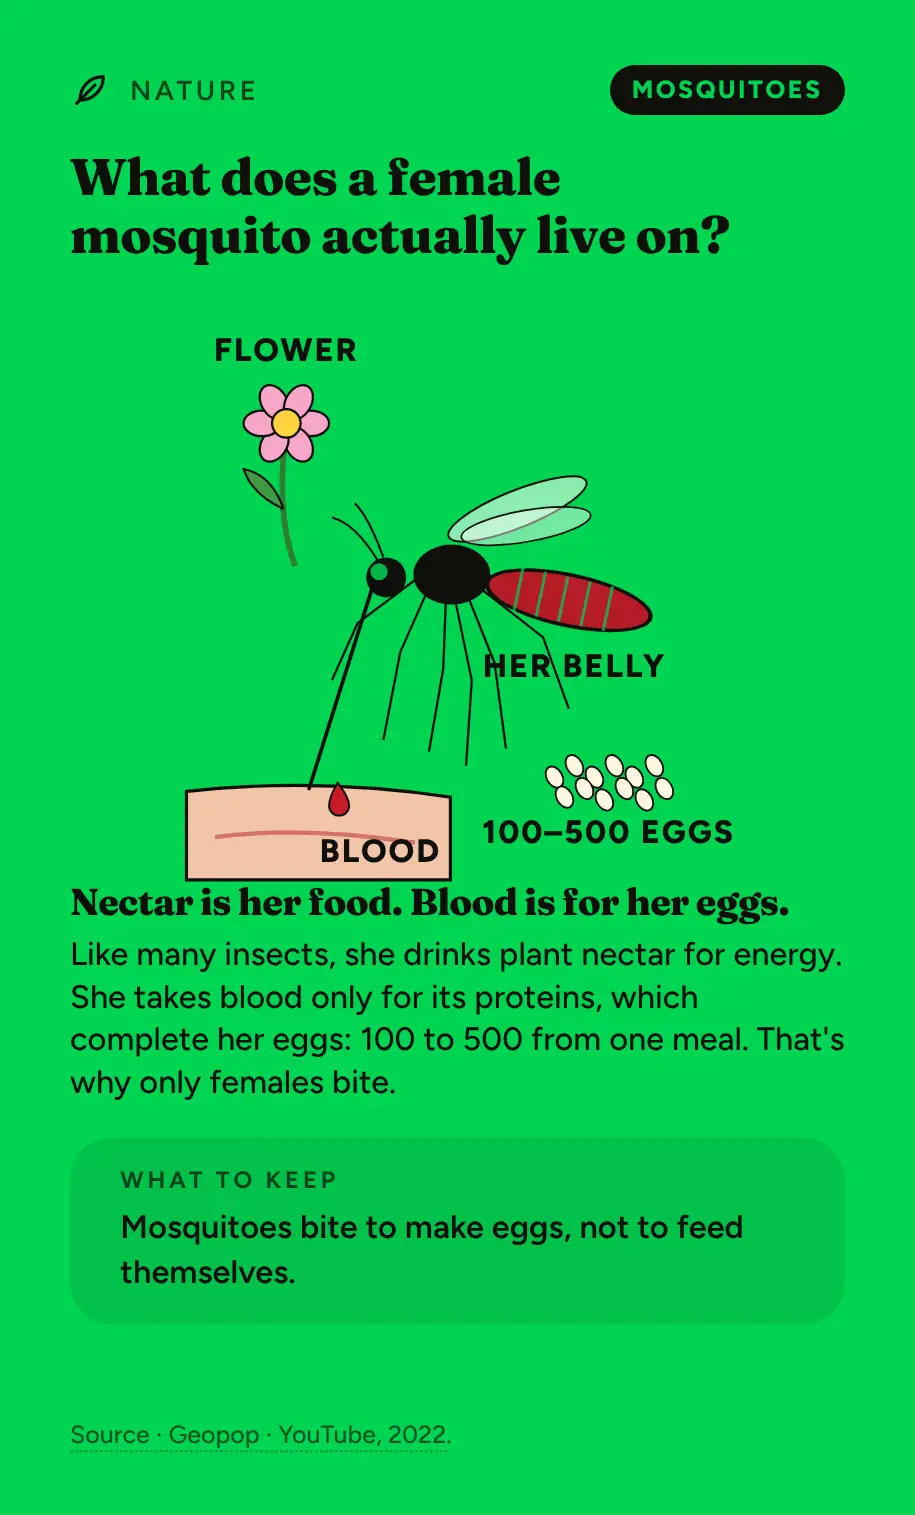 NATURE
MOSQUITOES
What does a female
mosquito actually live on?
FLOWER
HER BELLY
100–500 EGGS
BLOOD
Nectar is her food. Blood is for her eggs.
Like many insects, she drinks plant nectar for energy.
She takes blood only for its proteins, which
complete her eggs: 100 to 500 from one meal. That's
why only females bite.
WHAT TO KEEP
Mosquitoes bite to make eggs, not to feed
themselves.
Source · Geopop · YouTube, 2022.